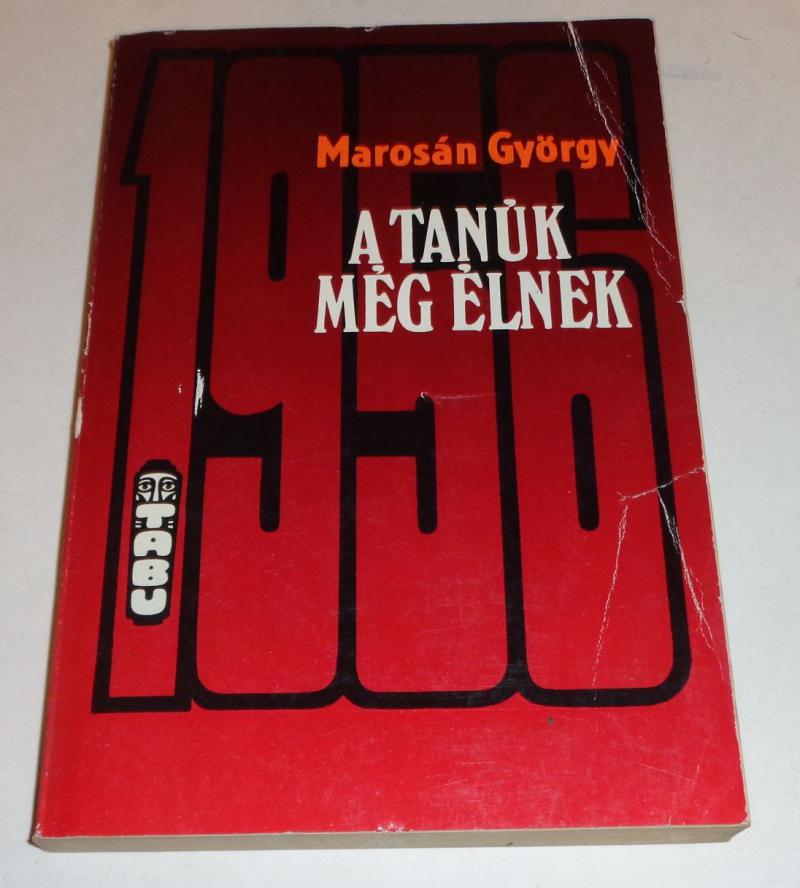 1956
Marosán György
A TANÚK
MÉG ÉLNEK
TABU